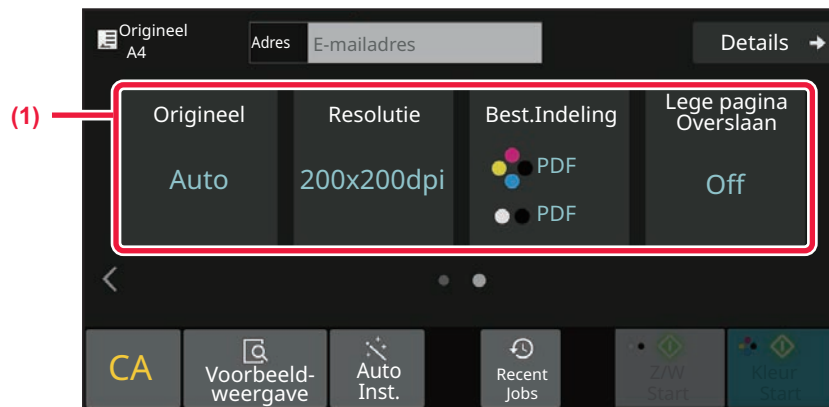 Origineel
A4
Adres
E-mailadres
Details
(1)
Origineel
Resolutie
Best.Indeling
Lege pagina
Overslaan
Auto
200x200dpi
PDF
PDF
Off
CA
Voorbeeld-
weergave
Auto
Inst.
Recent
Jobs
Z/W
Start
Kleur
Start